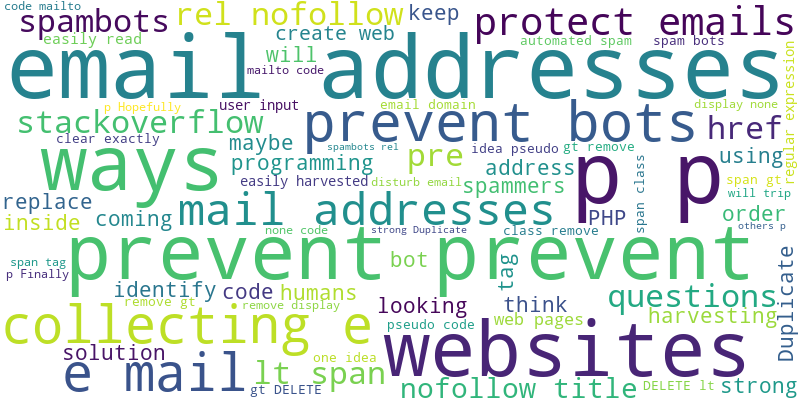 code mailto
spambots
rel nofollow
keep
protect emails
easily read
create web
automated spam
spam bots
will
mailto code
email addresses
regular expression
p Hopefully
user input
email domain
display none
stackoverflow
prevent bots
href
clear exactly
maybe
spambots rel
idea pseudo
gt remove
ways
programming
pre
address
using
easily harvested
disturb email
spammers
p p
span class
span gt
will trip
replace
mail addresses
PHP
order
inside
coming
none code
strong Duplicate
class remove
others p
prevent prevent
span tag
p Finally
bot
tag
Duplicate
identify
code
humans
looking
think
questions
remove gt
remove display
collecting e
pseudo code
web pages
harvesting
solution
one idea
websites
e mail
lt span
gt DELETE
nofollow title
DELETE lt
strong